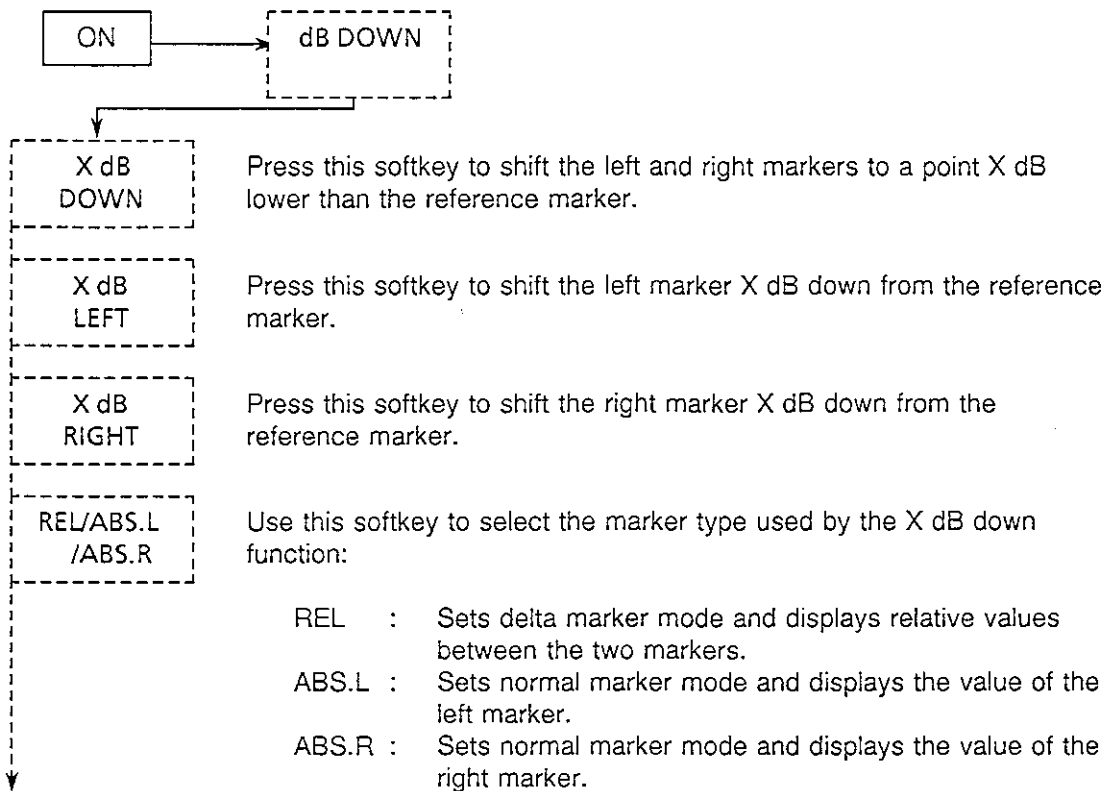 ON
dB DOWN
X dB
DOWN
Press this softkey to shift the left and right markers to a point X dB
lower than the reference marker.
X dB
LEFT
Press this softkey to shift the left marker X dB down from the reference
marker.
X dB
RIGHT
Press this softkey to shift the right marker X dB down from the
reference marker.
REL/ABS.L
/ABS.R
Use this softkey to select the marker type used by the X dB down
function:
REL : Sets delta marker mode and displays relative values
between the two markers.
ABS.L : Sets normal marker mode and displays the value of the
left marker.
ABS.R : Sets normal marker mode and displays the value of the
right marker.